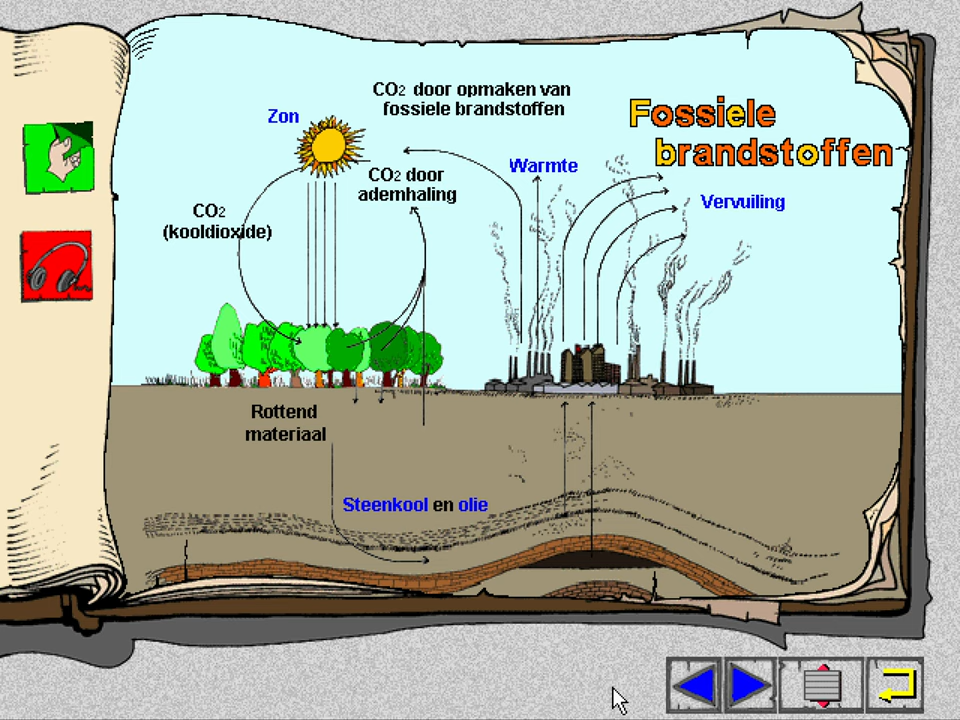 Fossiele
brandstoffen
CO2 door opmaken van
fossiele brandstoffen
Zon
Warmte
CO2 door
ademhaling
Vervuiling
CO2
(kooldioxide)
Rottend
materiaal
Steenkool en olie